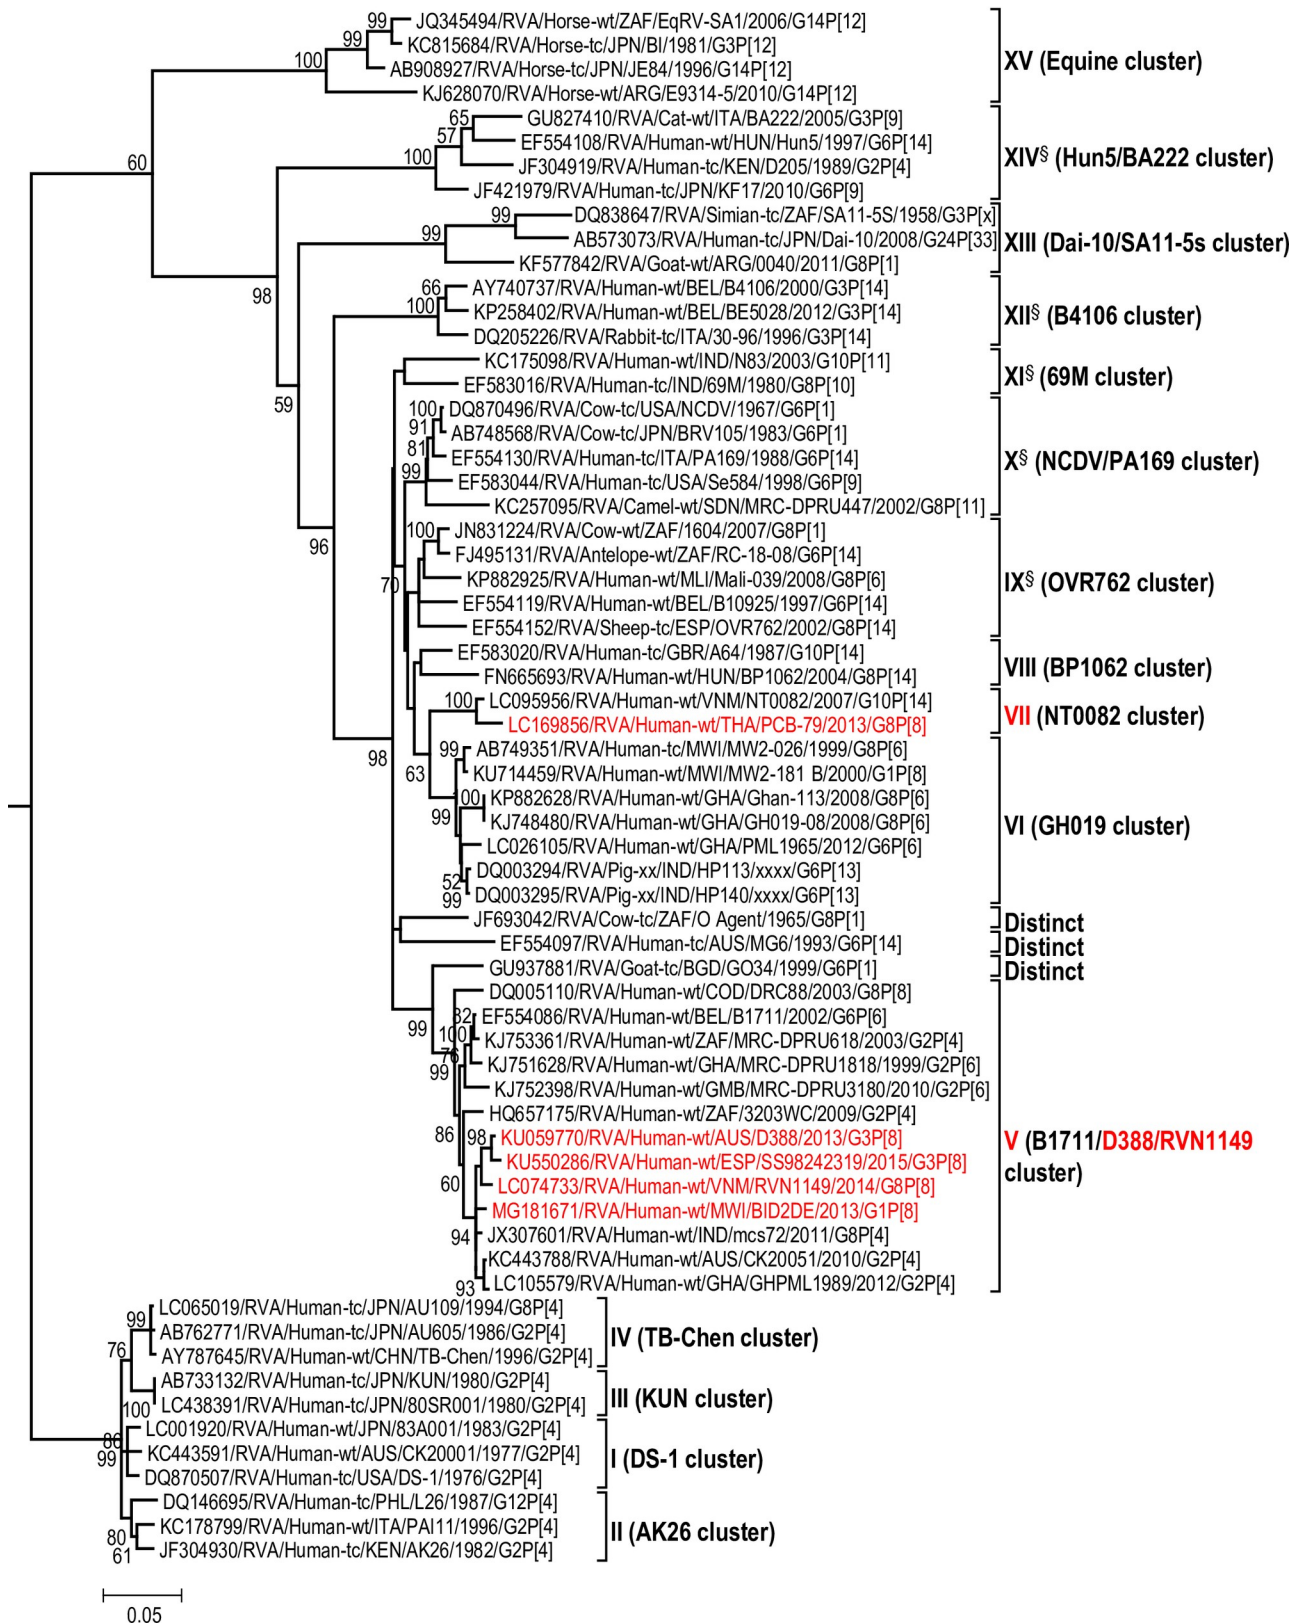 99
JQ345494/RVA/Horse-wt/ZAF/EqRV-SA1/2006/G14P[12]
99
KC815684/RVA/Horse-tc/JPN/BI/1981/G3P[12]
100
AB908927/RVA/Horse-tc/JPN/JE84/1996/G14P[12]
KJ628070/RVA/Horse-wt/ARG/E9314-5/2010/G14P[12]
XV (Equine cluster)
60
65
GU827410/RVA/Cat-wt/ITA/BA222/2005/G3P[9]
57
EF554108/RVA/Human-wt/HUN/Hun5/1997/G6P[14]
100
JF304919/RVA/Human-tc/KEN/D205/1989/G2P[4]
JF421979/RVA/Human-tc/JPN/KF17/2010/G6P[9]
XIV§ (Hun5/BA222 cluster)
98
99
DQ838647/RVA/Simian-tc/ZAF/SA11-5S/1958/G3P[x]
99
AB573073/RVA/Human-tc/JPN/Dai-10/2008/G24P[33]
KF577842/RVA/Goat-wt/ARG/0040/2011/G8P[1]
XIII (Dai-10/SA11-5s cluster)
59
66
AY740737/RVA/Human-wt/BEL/B4106/2000/G3P[14]
100
KP258402/RVA/Human-wt/BEL/BE5028/2012/G3P[14]
DQ205226/RVA/Rabbit-tc/ITA/30-96/1996/G3P[14]
XII§ (B4106 cluster)
96
KC175098/RVA/Human-wt/IND/N83/2003/G10P[11]
EF583016/RVA/Human-tc/IND/69M/1980/G8P[10]
XI§ (69M cluster)
100
DQ870496/RVA/Cow-tc/USA/NCDV/1967/G6P[1]
91
AB748568/RVA/Cow-tc/JPN/BRV105/1983/G6P[1]
81
EF554130/RVA/Human-tc/ITA/PA169/1988/G6P[14]
99
EF583044/RVA/Human-tc/USA/Se584/1998/G6P[9]
KC257095/RVA/Camel-wt/SDN/MRC-DPRU447/2002/G8P[11]
X§ (NCDV/PA169 cluster)
70
100
JN831224/RVA/Cow-wt/ZAF/1604/2007/G8P[1]
FJ495131/RVA/Antelope-wt/ZAF/RC-18-08/G6P[14]
KP882925/RVA/Human-wt/MLI/Mali-039/2008/G8P[6]
EF554119/RVA/Human-wt/BEL/B10925/1997/G6P[14]
EF554152/RVA/Sheep-tc/ESP/OVR762/2002/G8P[14]
IX§ (OVR762 cluster)
EF583020/RVA/Human-tc/GBR/A64/1987/G10P[14]
FN665693/RVA/Human-wt/HUN/BP1062/2004/G8P[14]
VIII (BP1062 cluster)
100
LC095956/RVA/Human-wt/VNM/NT0082/2007/G10P[14]
LC169856/RVA/Human-wt/THA/PCB-79/2013/G8P[8]
VII (NT0082 cluster)
98
63
99
AB749351/RVA/Human-tc/MWI/MW2-026/1999/G8P[6]
KU714459/RVA/Human-wt/MWI/MW2-181 B/2000/G1P[8]
100
KP882628/RVA/Human-wt/GHA/Ghan-113/2008/G8P[6]
99
KJ748480/RVA/Human-wt/GHA/GH019-08/2008/G8P[6]
LC026105/RVA/Human-wt/GHA/PML1965/2012/G6P[6]
DQ003294/RVA/Pig-xx/IND/HP113/xxxx/G6P[13]
52
DQ003295/RVA/Pig-xx/IND/HP140/xxxx/G6P[13]
99
VI (GH019 cluster)
JF693042/RVA/Cow-tc/ZAF/O Agent/1965/G8P[1]
Distinct
EF554097/RVA/Human-tc/AUS/MG6/1993/G6P[14]
Distinct
GU937881/RVA/Goat-tc/BGD/GO34/1999/G6P[1]
Distinct
99
DQ005110/RVA/Human-wt/COD/DRC88/2003/G8P[8]
82
EF554086/RVA/Human-wt/BEL/B1711/2002/G6P[6]
100
KJ753361/RVA/Human-wt/ZAF/MRC-DPRU618/2003/G2P[4]
76
KJ751628/RVA/Human-wt/GHA/MRC-DPRU1818/1999/G2P[6]
99
KJ752398/RVA/Human-wt/GMB/MRC-DPRU3180/2010/G2P[6]
HQ657175/RVA/Human-wt/ZAF/3203WC/2009/G2P[4]
86
98
KU059770/RVA/Human-wt/AUS/D388/2013/G3P[8]
KU550286/RVA/Human-wt/ESP/SS98242319/2015/G3P[8]
60
LC074733/RVA/Human-wt/VNM/RVN1149/2014/G8P[8]
MG181671/RVA/Human-wt/MWI/BID2DE/2013/G1P[8]
94
JX307601/RVA/Human-wt/IND/mcs72/2011/G8P[4]
KC443788/RVA/Human-wt/AUS/CK20051/2010/G2P[4]
93
LC105579/RVA/Human-wt/GHA/GHPML1989/2012/G2P[4]
V (B1711/D388/RVN1149
cluster)
LC065019/RVA/Human-tc/JPN/AU109/1994/G8P[4]
99
AB762771/RVA/Human-tc/JPN/AU605/1986/G2P[4]
76
AY787645/RVA/Human-wt/CHN/TB-Chen/1996/G2P[4]
IV (TB-Chen cluster)
AB733132/RVA/Human-tc/JPN/KUN/1980/G2P[4]
100
LC438391/RVA/Human-tc/JPN/80SR001/1980/G2P[4]
III (KUN cluster)
LC001920/RVA/Human-wt/JPN/83A001/1983/G2P[4]
99
KC443591/RVA/Human-wt/AUS/CK20001/1977/G2P[4]
DQ870507/RVA/Human-tc/USA/DS-1/1976/G2P[4]
I (DS-1 cluster)
DQ146695/RVA/Human-tc/PHL/L26/1987/G12P[4]
80
KC178799/RVA/Human-wt/ITA/PAI11/1996/G2P[4]
61
JF304930/RVA/Human-tc/KEN/AK26/1982/G2P[4]
II (AK26 cluster)
0.05